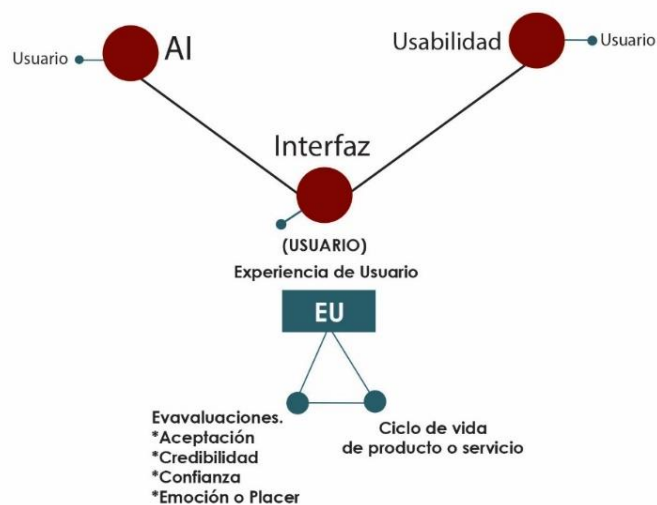 AI
Usuario
Usabilidad
Usuario
Interfaz
(USUARIO)
Experiencia de Usuario
EU
Evavaluaciones.
*Aceptación
*Credibilidad
*Confianza
*Emoción o Placer
Ciclo de vida
de producto o servicio